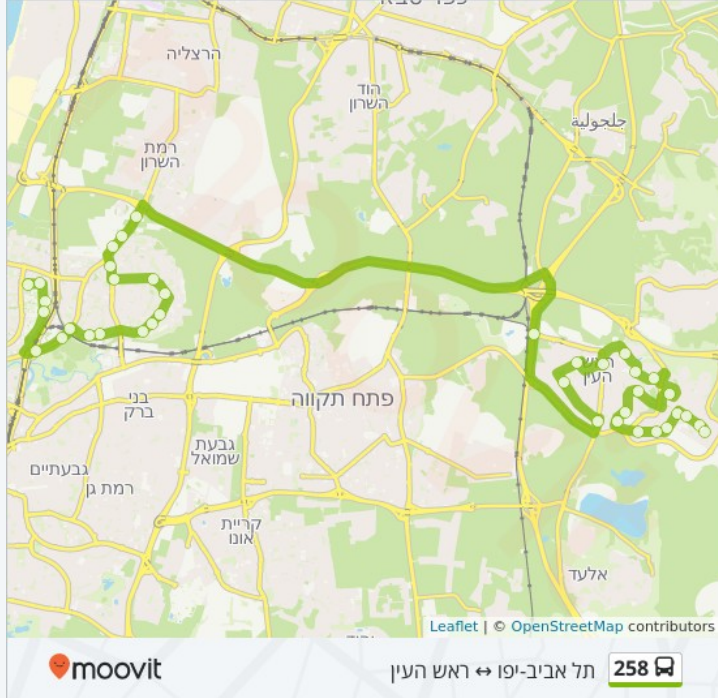 הרצליה
הוד
השרון
ג'לג'וליה
רמת
השרון
העין
פתח תקווה
בני
ברק
גבעת
שמואל
גבעתיים
רמת גן
קריית
אונו
אלעד
Leaflet | © OpenStreetMap contributors
moovit
תל אביב-יפו ↔ ראש העין
258